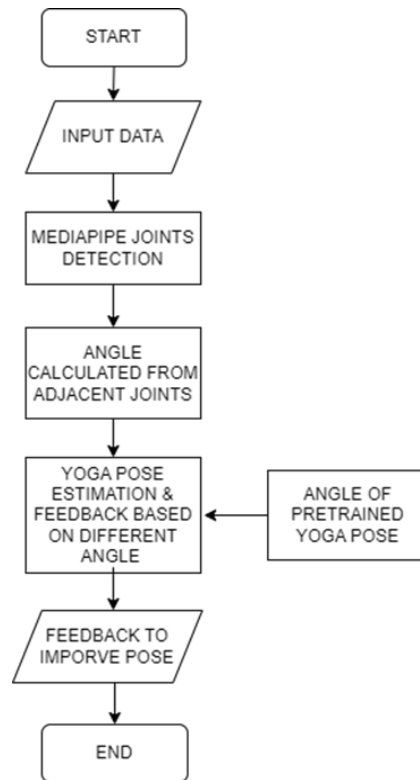 START
INPUT DATA
MEDIAPIPE JOINTS
DETECTION
ANGLE
CALCULATED FROM
ADJACENT JOINTS
YOGA POSE
ESTIMATION &
FEEDBACK BASED
ON DIFFERENT
ANGLE
ANGLE OF
PRETRAINED
YOGA POSE
FEEDBACK TO
IMPORVE POSE
END